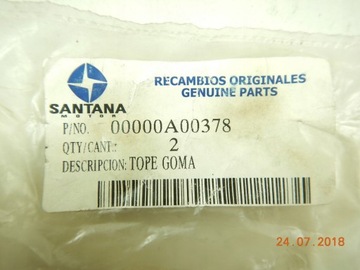 RECAMBIOS ORIGINALES
GENUINE PARTS
SANTANA
MOTOR
P/NO. 00000A00378
QTY/CANT.: 2
DESCRIPCION: TOPE GOMA
24.07.2018